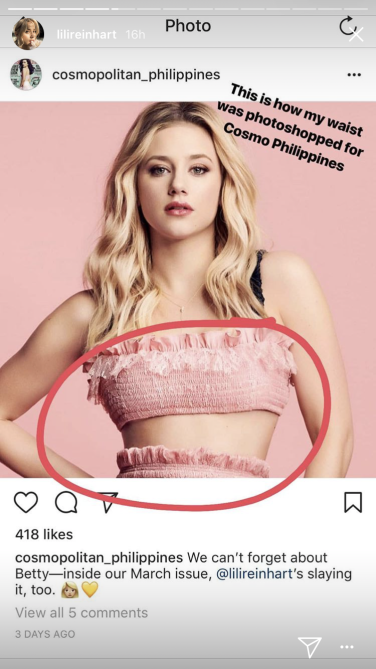 Photo
lilireinhart 16h
cosmopolitan_philippines
This is how my waist
was photoshopped for
Cosmo Philippines
418 likes
cosmopolitan_philippines We can't forget about
Betty—inside our March issue, @lilireinhart's slaying
it, too. 👩🏼💛
View all 5 comments
3 DAYS AGO